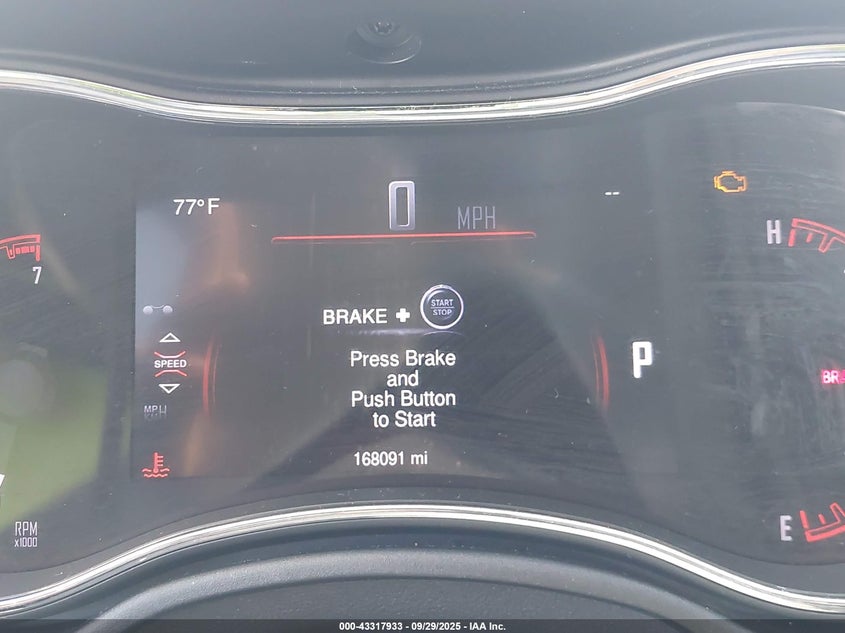 77°F
0 MPH
--
H
7
BRAKE + START STOP
SPEED
Press Brake
and
Push Button
to Start
P
MPH
168091 mi
E
RPM
x1000
000-43317933 - 09/29/2025 - IAA Inc.